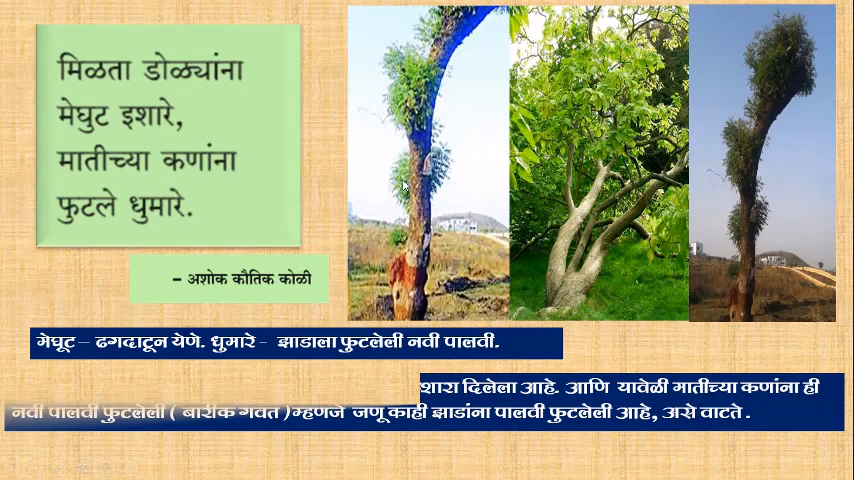 मिळता डोळ्यांना
मेघुट इशारे,
मातीच्या कणांना
फुटले धुमारे.
– अशोक कौतिक कोळी
मेघूट – ढगदाटून येणे. धुमारे - झाडाला फुटलेली नवी पालवी.
शारा दिलेला आहे. आणि यावेळी मातीच्या कणांना ही
नवी पालवी फुटलेली ( बारीक गवत )म्हणजे जणू काही झाडांना पालवी फुटलेली आहे, असे वाटते .